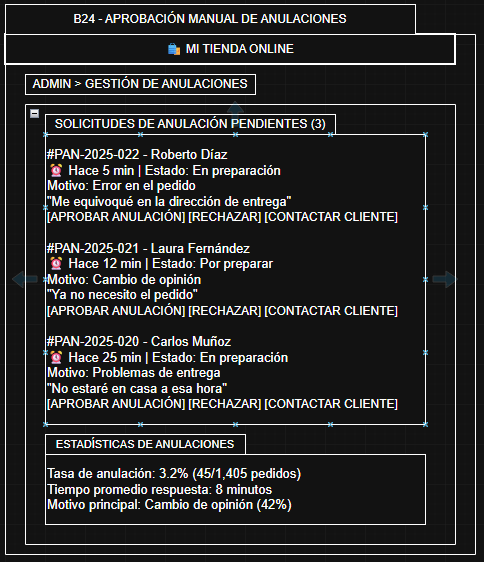 B24 - APROBACIÓN MANUAL DE ANULACIONES
🛍️ MI TIENDA ONLINE
ADMIN > GESTIÓN DE ANULACIONES
SOLICITUDES DE ANULACIÓN PENDIENTES (3)
#PAN-2025-022 - Roberto Díaz
⏰ Hace 5 min | Estado: En preparación
Motivo: Error en el pedido
"Me equivoqué en la dirección de entrega"
[APROBAR ANULACIÓN] [RECHAZAR] [CONTACTAR CLIENTE]
#PAN-2025-021 - Laura Fernández
⏰ Hace 12 min | Estado: Por preparar
Motivo: Cambio de opinión
"Ya no necesito el pedido"
[APROBAR ANULACIÓN] [RECHAZAR] [CONTACTAR CLIENTE]
#PAN-2025-020 - Carlos Muñoz
⏰ Hace 25 min | Estado: En preparación
Motivo: Problemas de entrega
"No estaré en casa a esa hora"
[APROBAR ANULACIÓN] [RECHAZAR] [CONTACTAR CLIENTE]
ESTADÍSTICAS DE ANULACIONES
Tasa de anulación: 3.2% (45/1,405 pedidos)
Tiempo promedio respuesta: 8 minutos
Motivo principal: Cambio de opinión (42%)